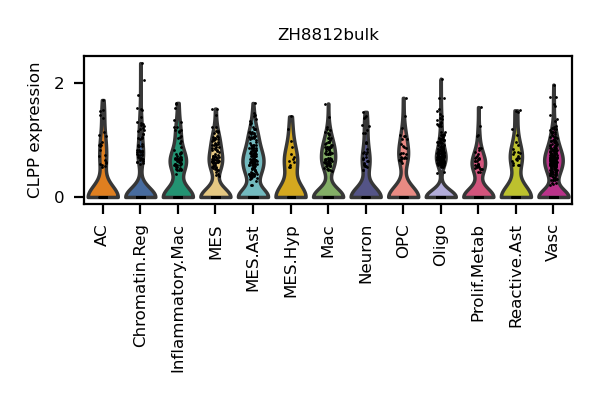 ZH8812bulk
CLPP expression
2
0
AC
Chromatin.Reg
Inflammatory.Mac
MES
MES.Ast
MES.Hyp
Mac
Neuron
OPC
Oligo
Prolif.Metab
Reactive.Ast
Vasc